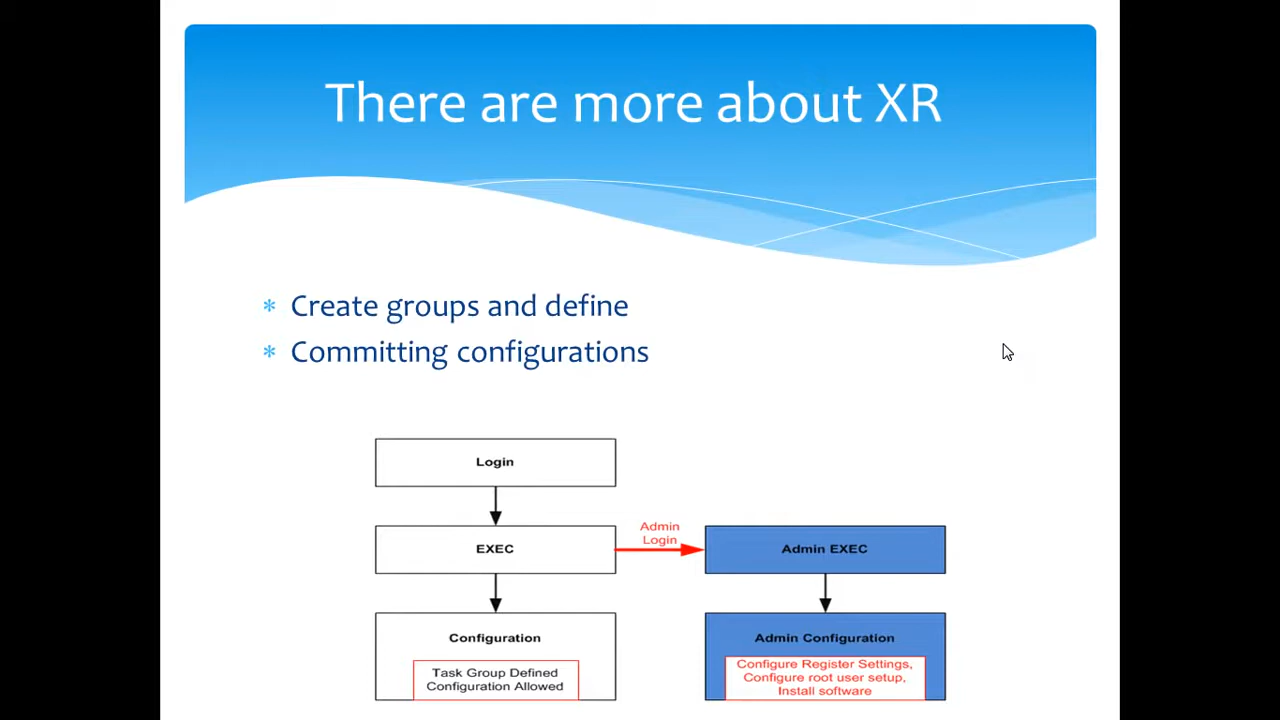 There are more about XR
* Create groups and define
* Committing configurations
Login
EXEC
Admin
Login
Admin EXEC
Configuration
Task Group Defined
Configuration Allowed
Admin Configuration
Configure Register Settings,
Configure root user setup,
Install software